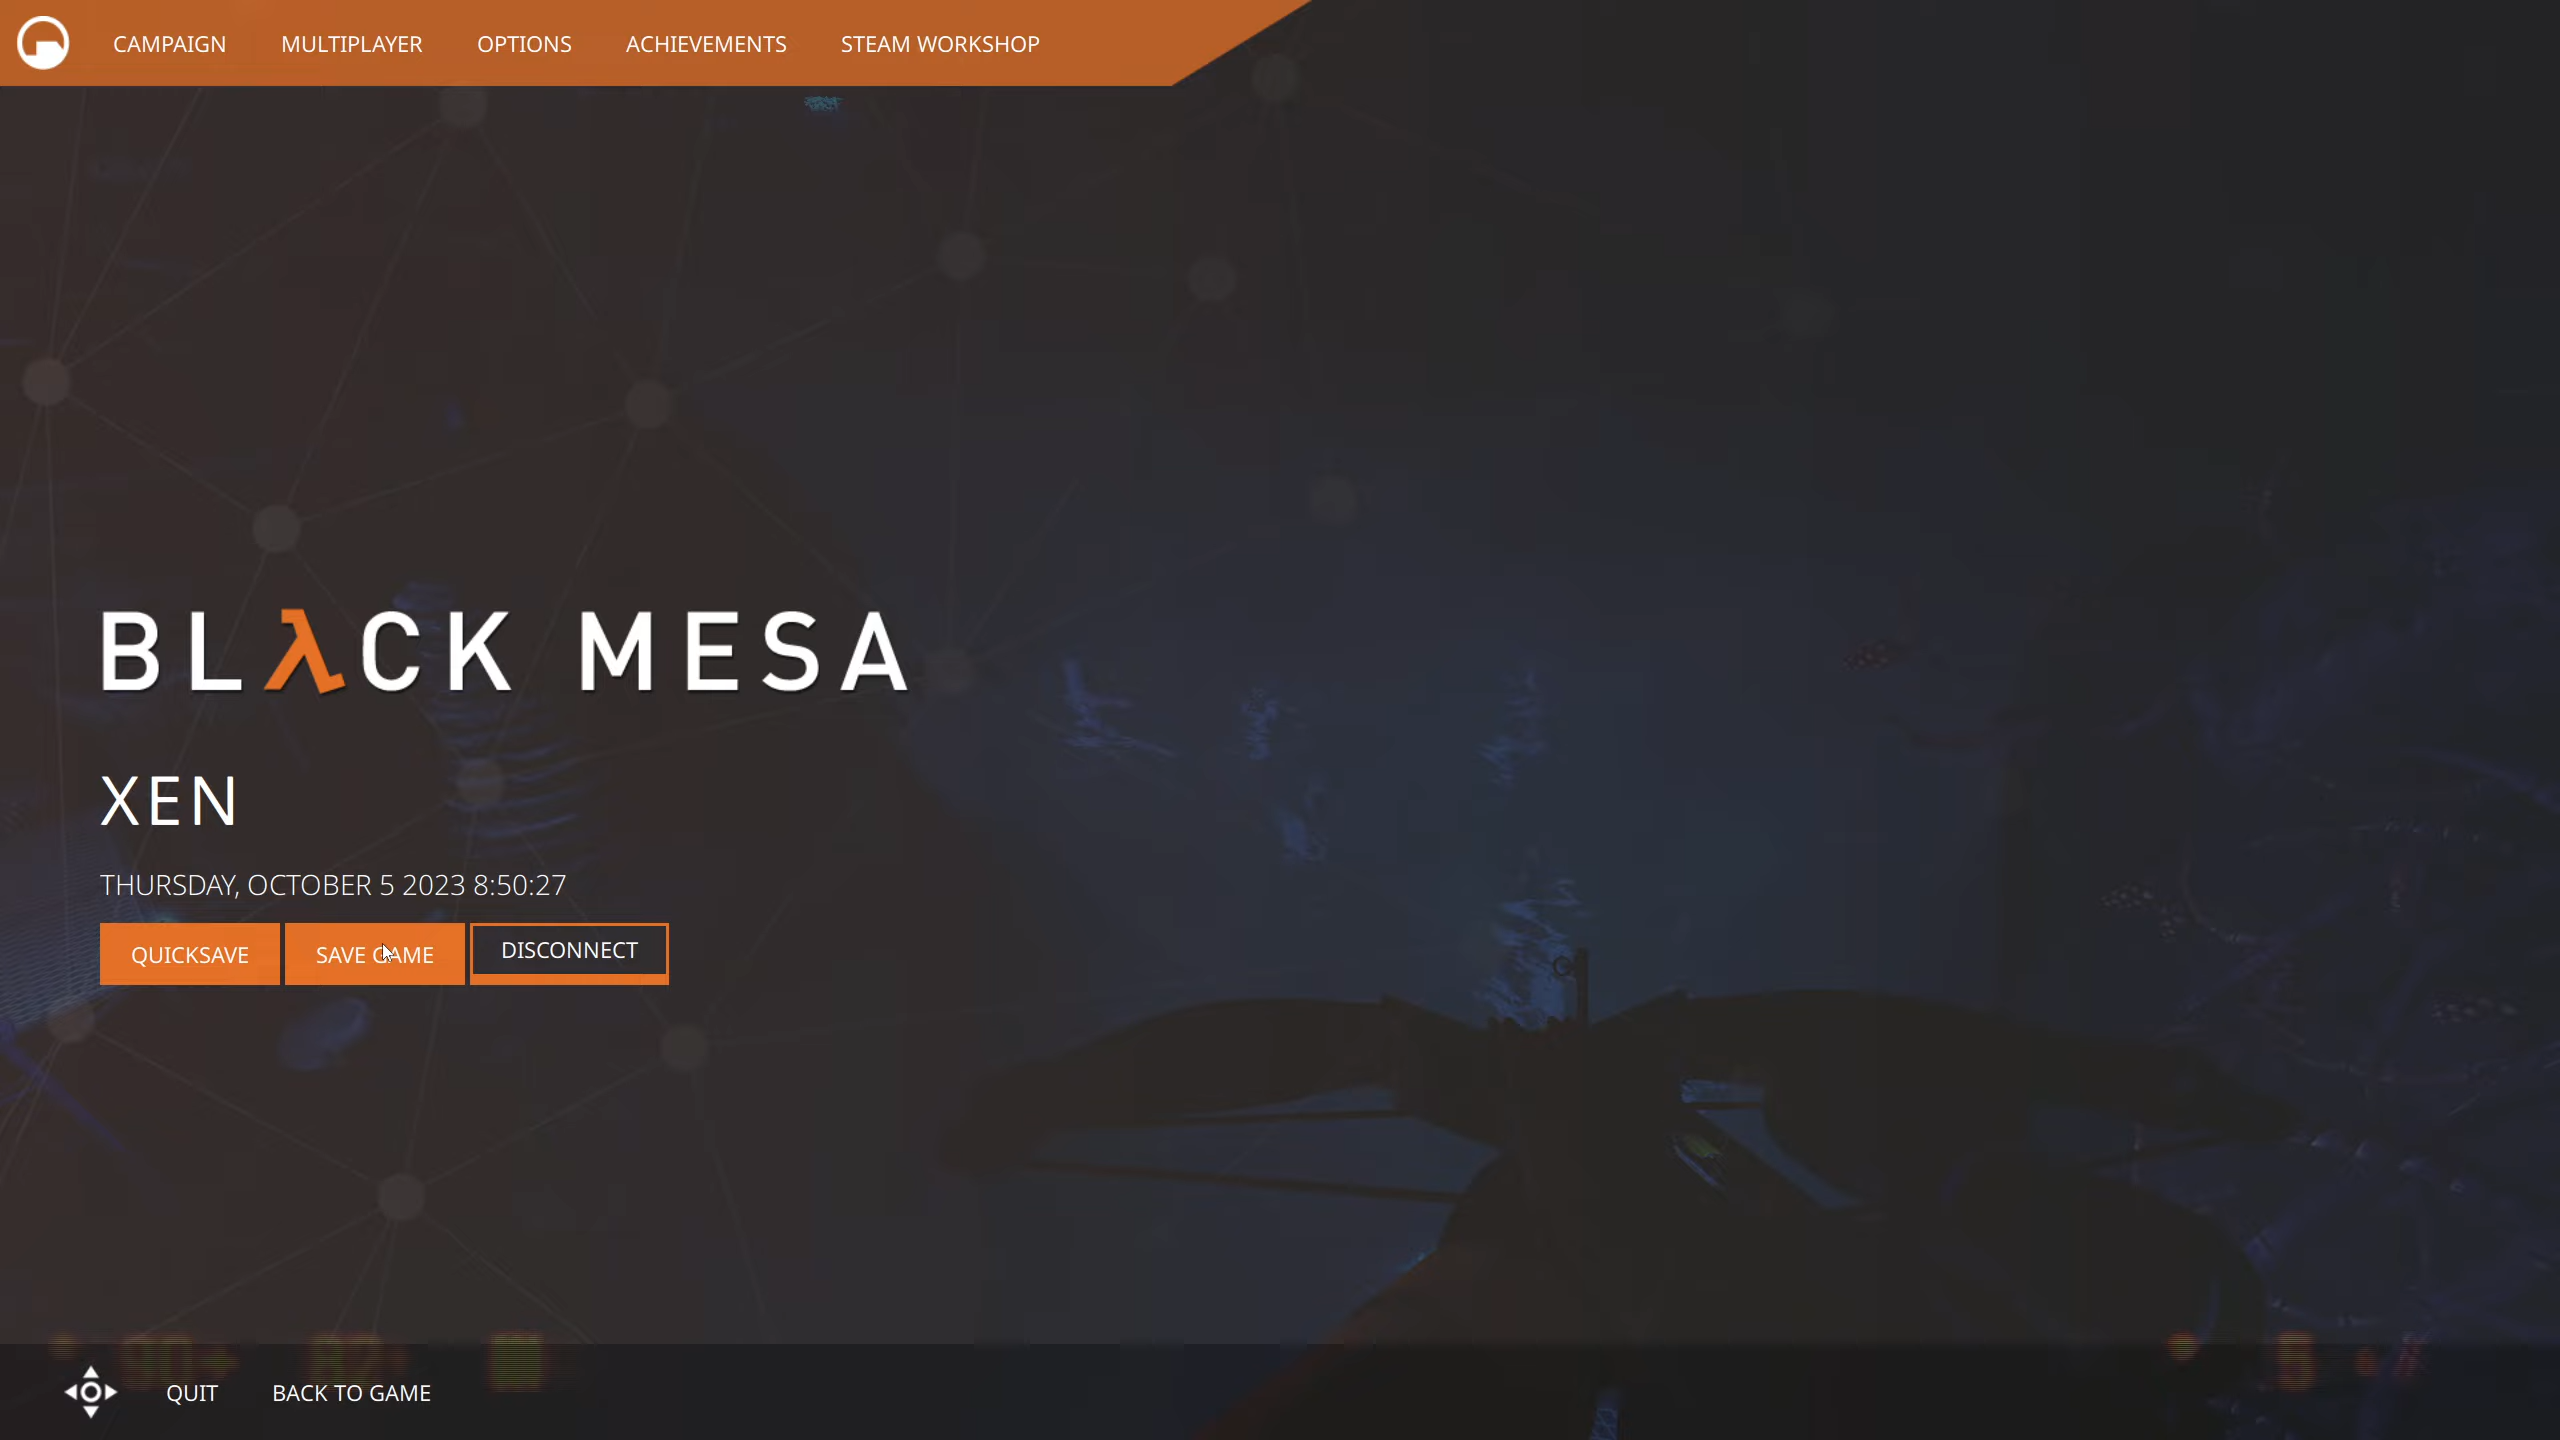 CAMPAIGN MULTIPLAYER OPTIONS ACHIEVEMENTS STEAM WORKSHOP
BLλCK MESA
XEN
THURSDAY, OCTOBER 5 2023 8:50:27
QUICKSAVE SAVE GAME DISCONNECT
QUIT BACK TO GAME